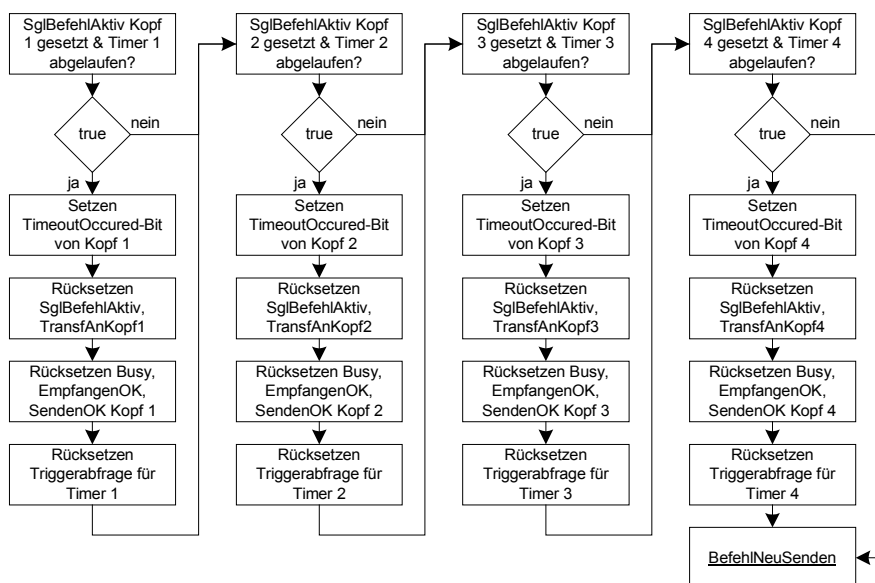 SglBefehlAktiv Kopf
1 gesetzt & Timer 1
abgelaufen?
true
nein
ja
Setzen
TimeoutOccured-Bit
von Kopf 1
Rücksetzen
SglBefehlAktiv,
TransfAnKopf1
Rücksetzen Busy,
EmpfangenOK,
SendenOK Kopf 1
Rücksetzen
Triggerabfrage für
Timer 1
SglBefehlAktiv Kopf
2 gesetzt & Timer 2
abgelaufen?
true
nein
ja
Setzen
TimeoutOccured-Bit
von Kopf 2
Rücksetzen
SglBefehlAktiv,
TransfAnKopf2
Rücksetzen Busy,
EmpfangenOK,
SendenOK Kopf 2
Rücksetzen
Triggerabfrage für
Timer 2
SglBefehlAktiv Kopf
3 gesetzt & Timer 3
abgelaufen?
true
nein
ja
Setzen
TimeoutOccured-Bit
von Kopf 3
Rücksetzen
SglBefehlAktiv,
TransfAnKopf3
Rücksetzen Busy,
EmpfangenOK,
SendenOK Kopf 3
Rücksetzen
Triggerabfrage für
Timer 3
SglBefehlAktiv Kopf
4 gesetzt & Timer 4
abgelaufen?
true
nein
ja
Setzen
TimeoutOccured-Bit
von Kopf 4
Rücksetzen
SglBefehlAktiv,
TransfAnKopf4
Rücksetzen Busy,
EmpfangenOK,
SendenOK Kopf 4
Rücksetzen
Triggerabfrage für
Timer 4
BefehlNeuSenden